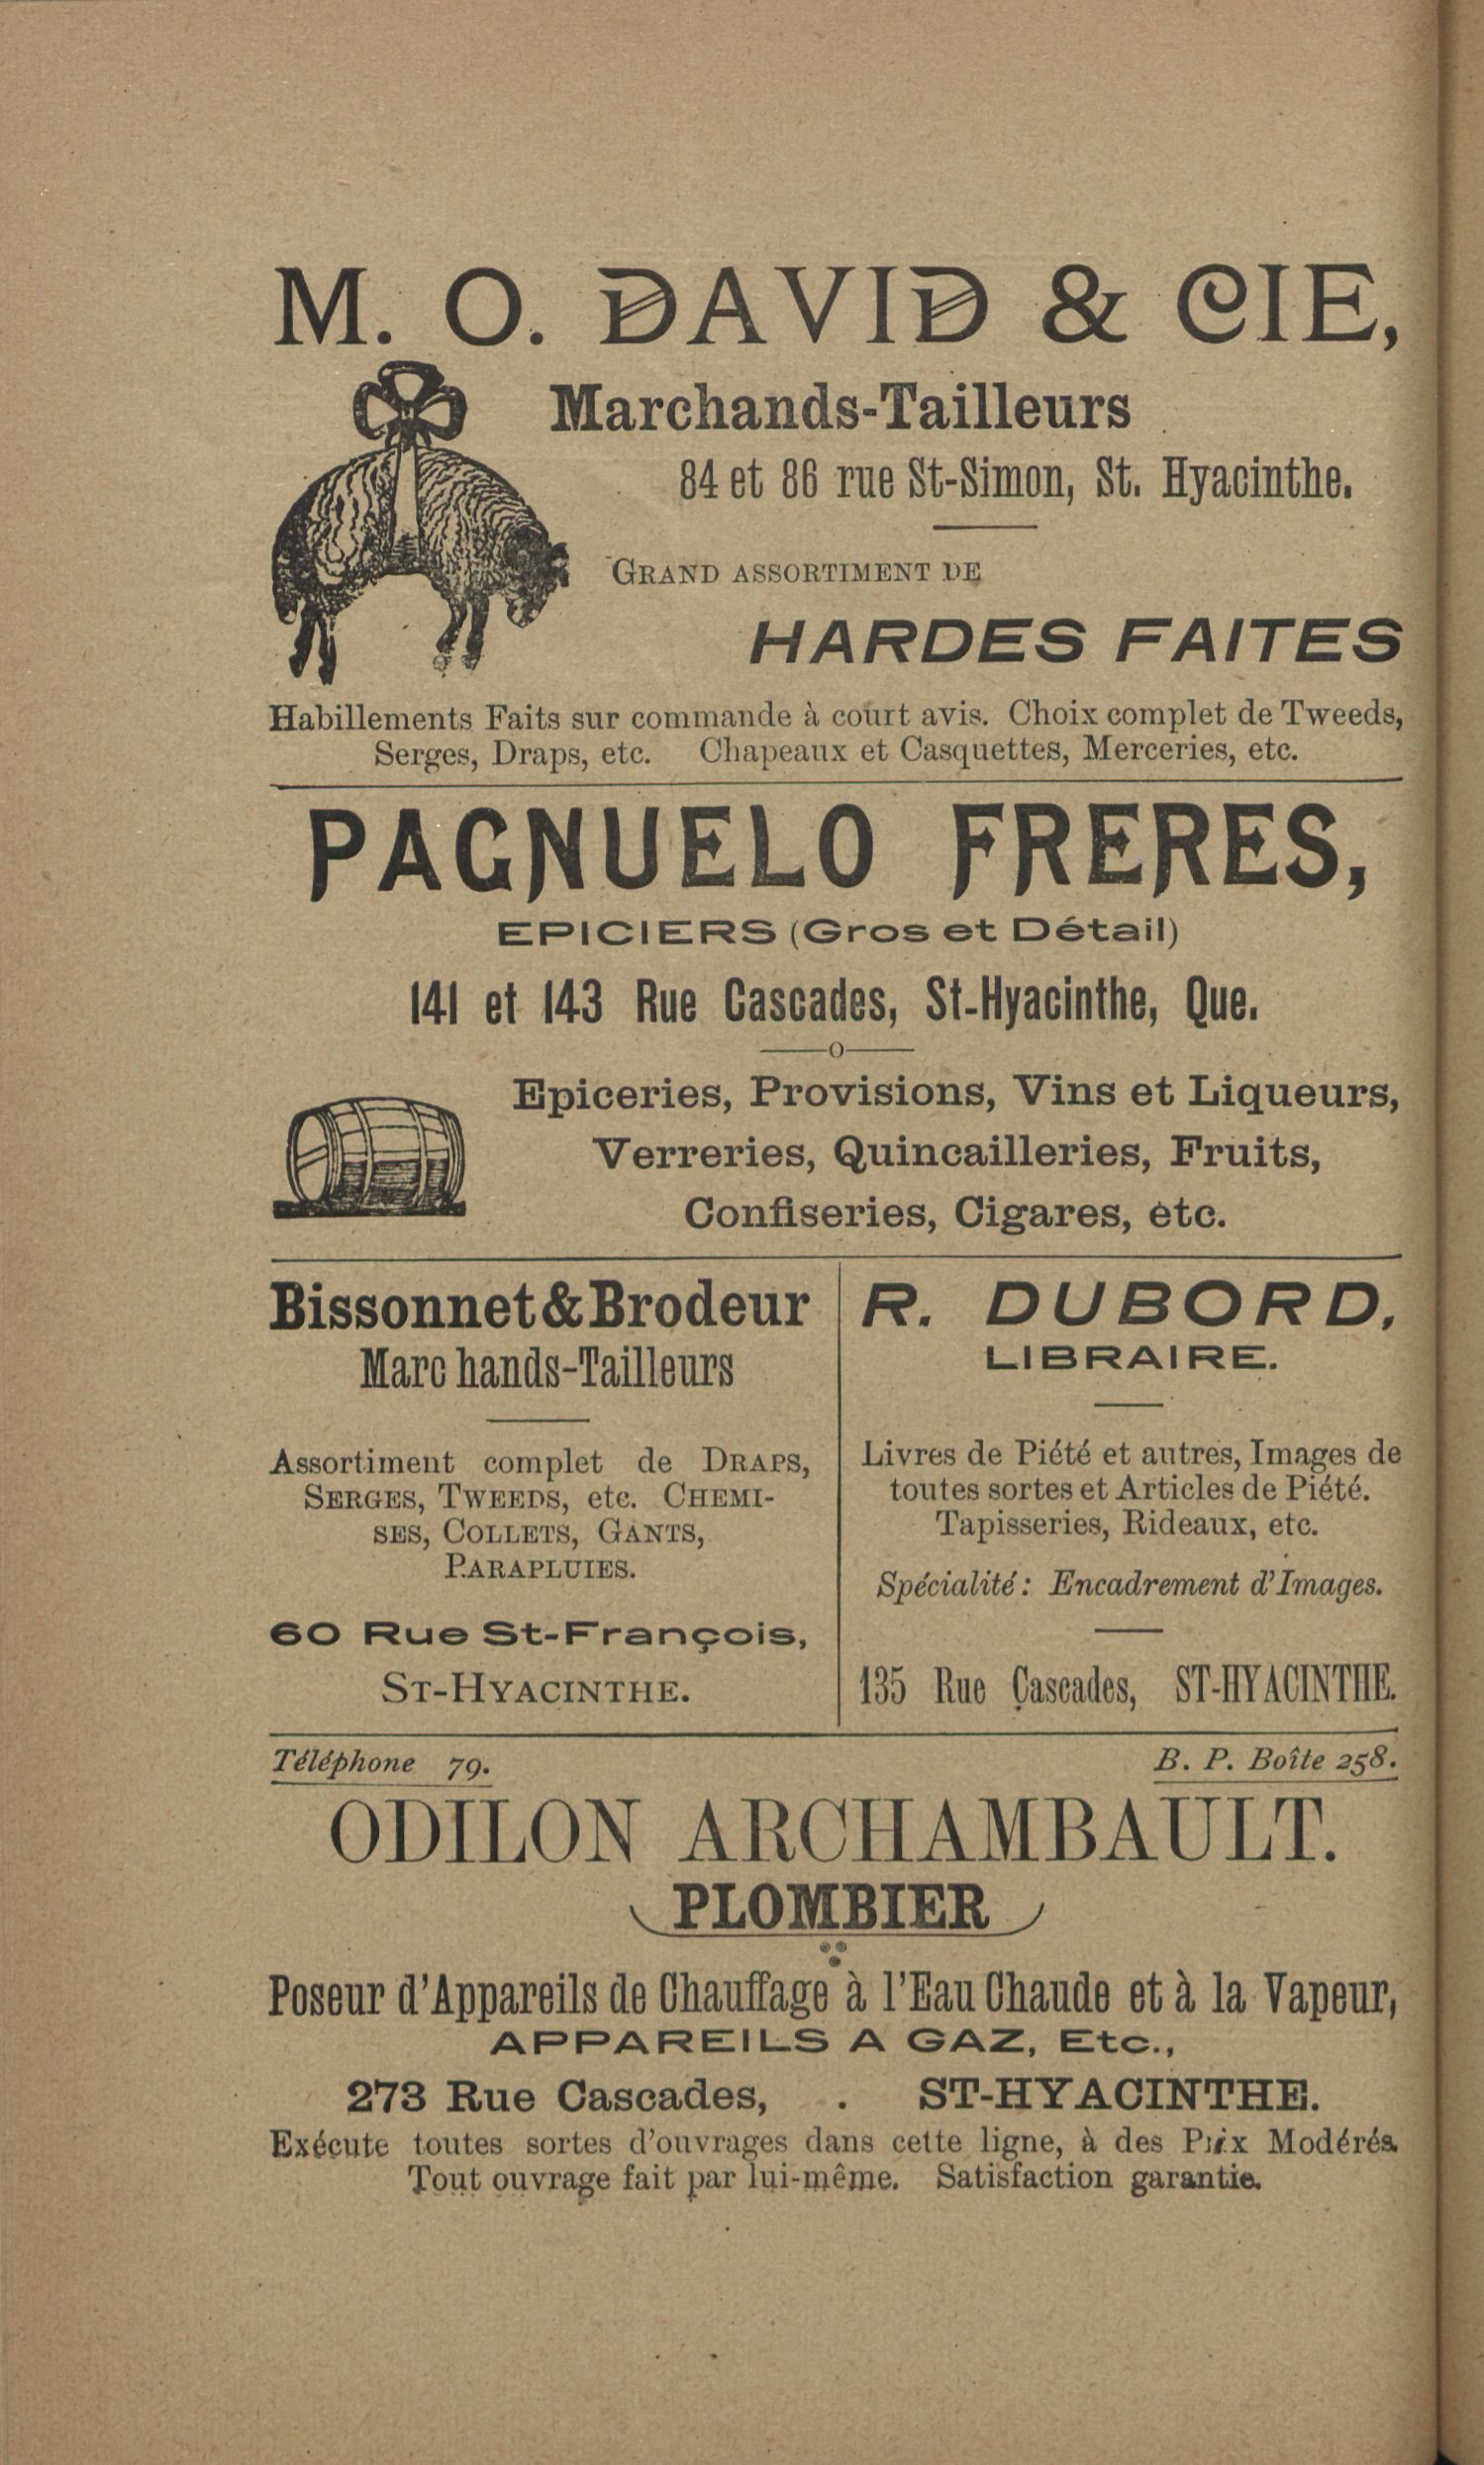 M. O. DAVID & CIE,
Marchands-Tailleurs
84 et 86 rue St-Simon, St. Hyacinthe.
GRAND ASSORTIMENT DE
HARDES FAITES
Habillements Faits sur commande à court avis. Choix complet de Tweeds,
Serges, Draps, etc. Chapeaux et Casquettes, Merceries, etc.
PAGNUELO FRERES,
EPICIERS (Gros et Détail)
141 et 143 Rue Cascades, St-Hyacinthe, Que.
Epiceries, Provisions, Vins et Liqueurs,
Verreries, Quincailleries, Fruits,
Confiseries, Cigares, etc.
Bissonnet & Brodeur
Marchands-Tailleurs
Assortiment complet de DRAPS,
SERGES, TWEEDS, etc. CHEMI-
SES, COLLETS, GANTS,
PARAPLUIES.
60 Rue St-François,
ST-HYACINTHE.
R. DUBORD,
LIBRAIRE.
Livres de Piété et autres, Images de
toutes sortes et Articles de Piété.
Tapisseries, Rideaux, etc.
Spécialité : Encadrement d'Images.
135 Rue Cascades, ST-HYACINTHE.
Téléphone 79. B. P. Boîte 258.
ODILON ARCHAMBAULT.
PLOMBIER
Poseur d'Appareils de Chauffage à l'Eau Chaude et à la Vapeur,
APPAREILS A GAZ, Etc.,
273 Rue Cascades, . ST-HYACINTHE.
Exécute toutes sortes d'ouvrages dans cette ligne, à des Prix Modérés.
Tout ouvrage fait par lui-même. Satisfaction garantie.